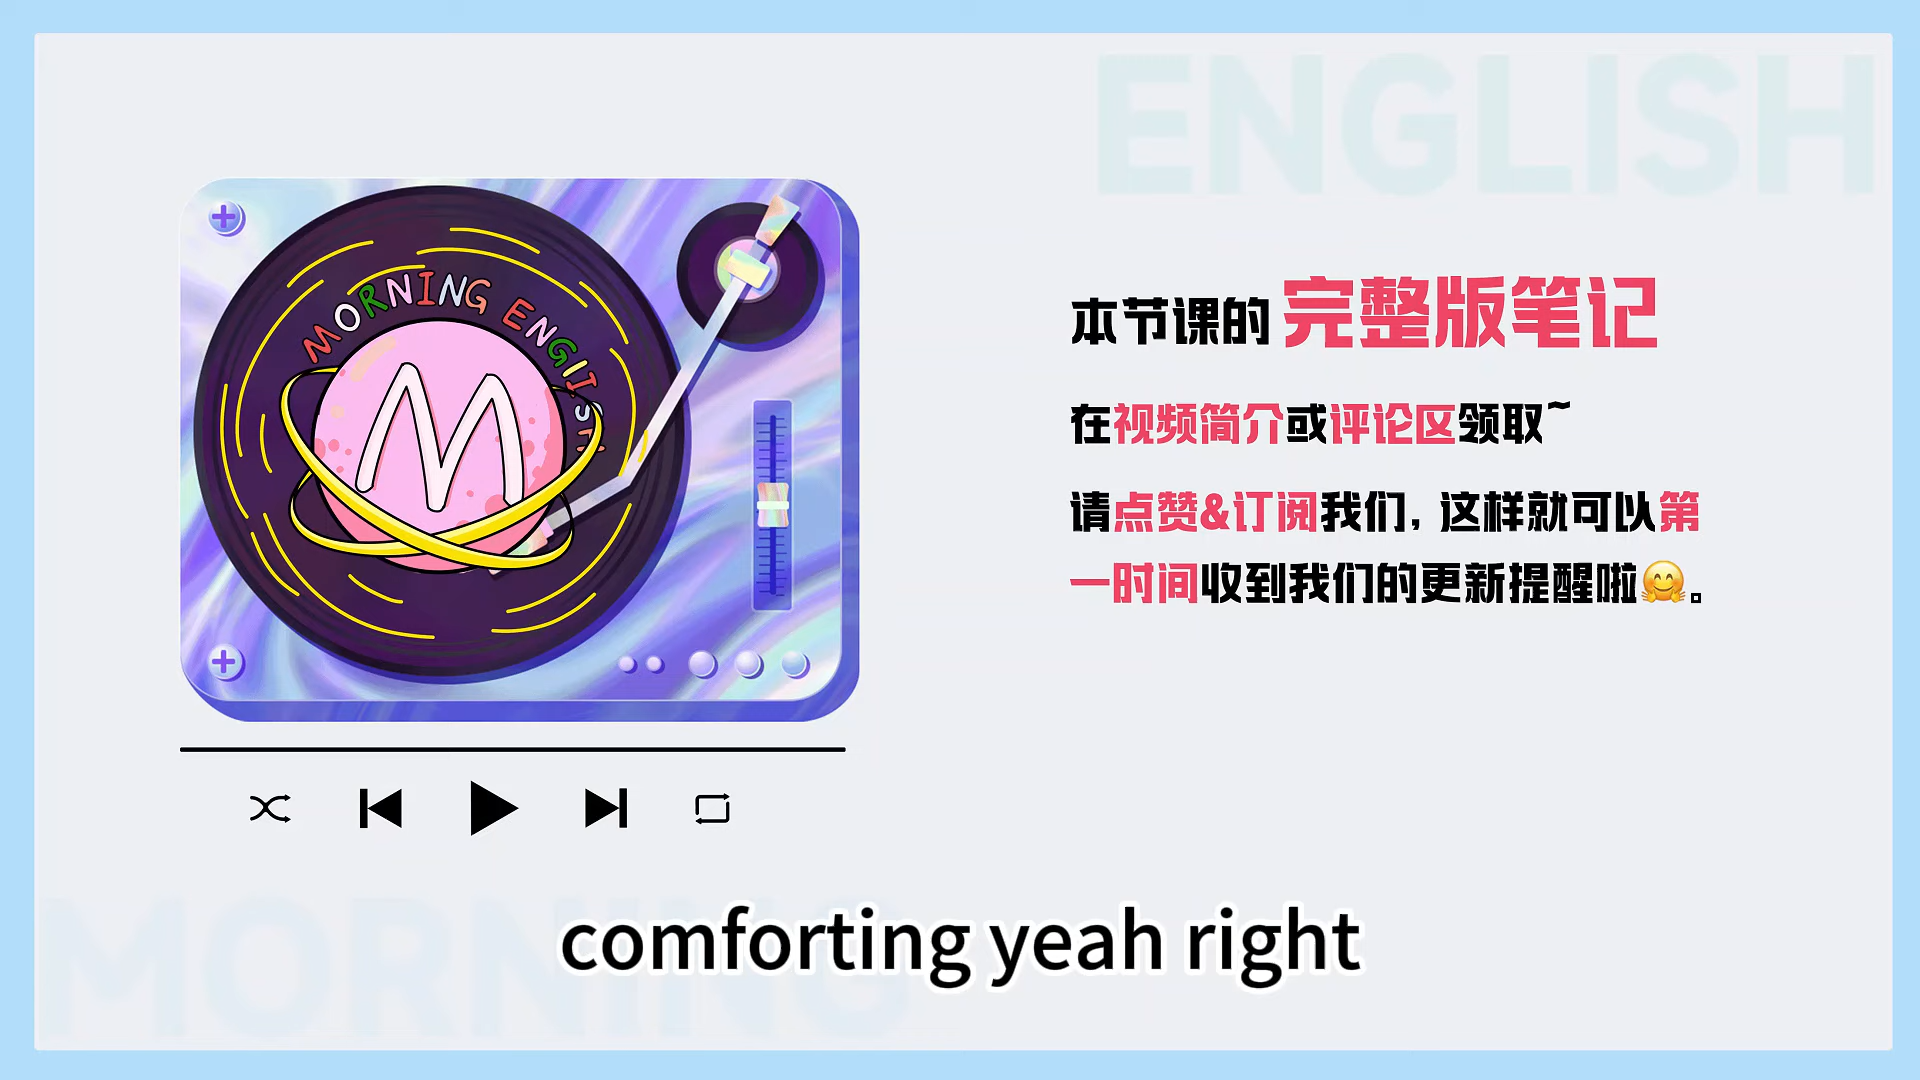 ENGLISH
MORNING ENGLISH
M
本节课的完整版笔记
在视频简介或评论区领取~
请点赞&订阅我们，这样就可以第
一时间收到我们的更新提醒啦🤗。
MORNING
comforting yeah right